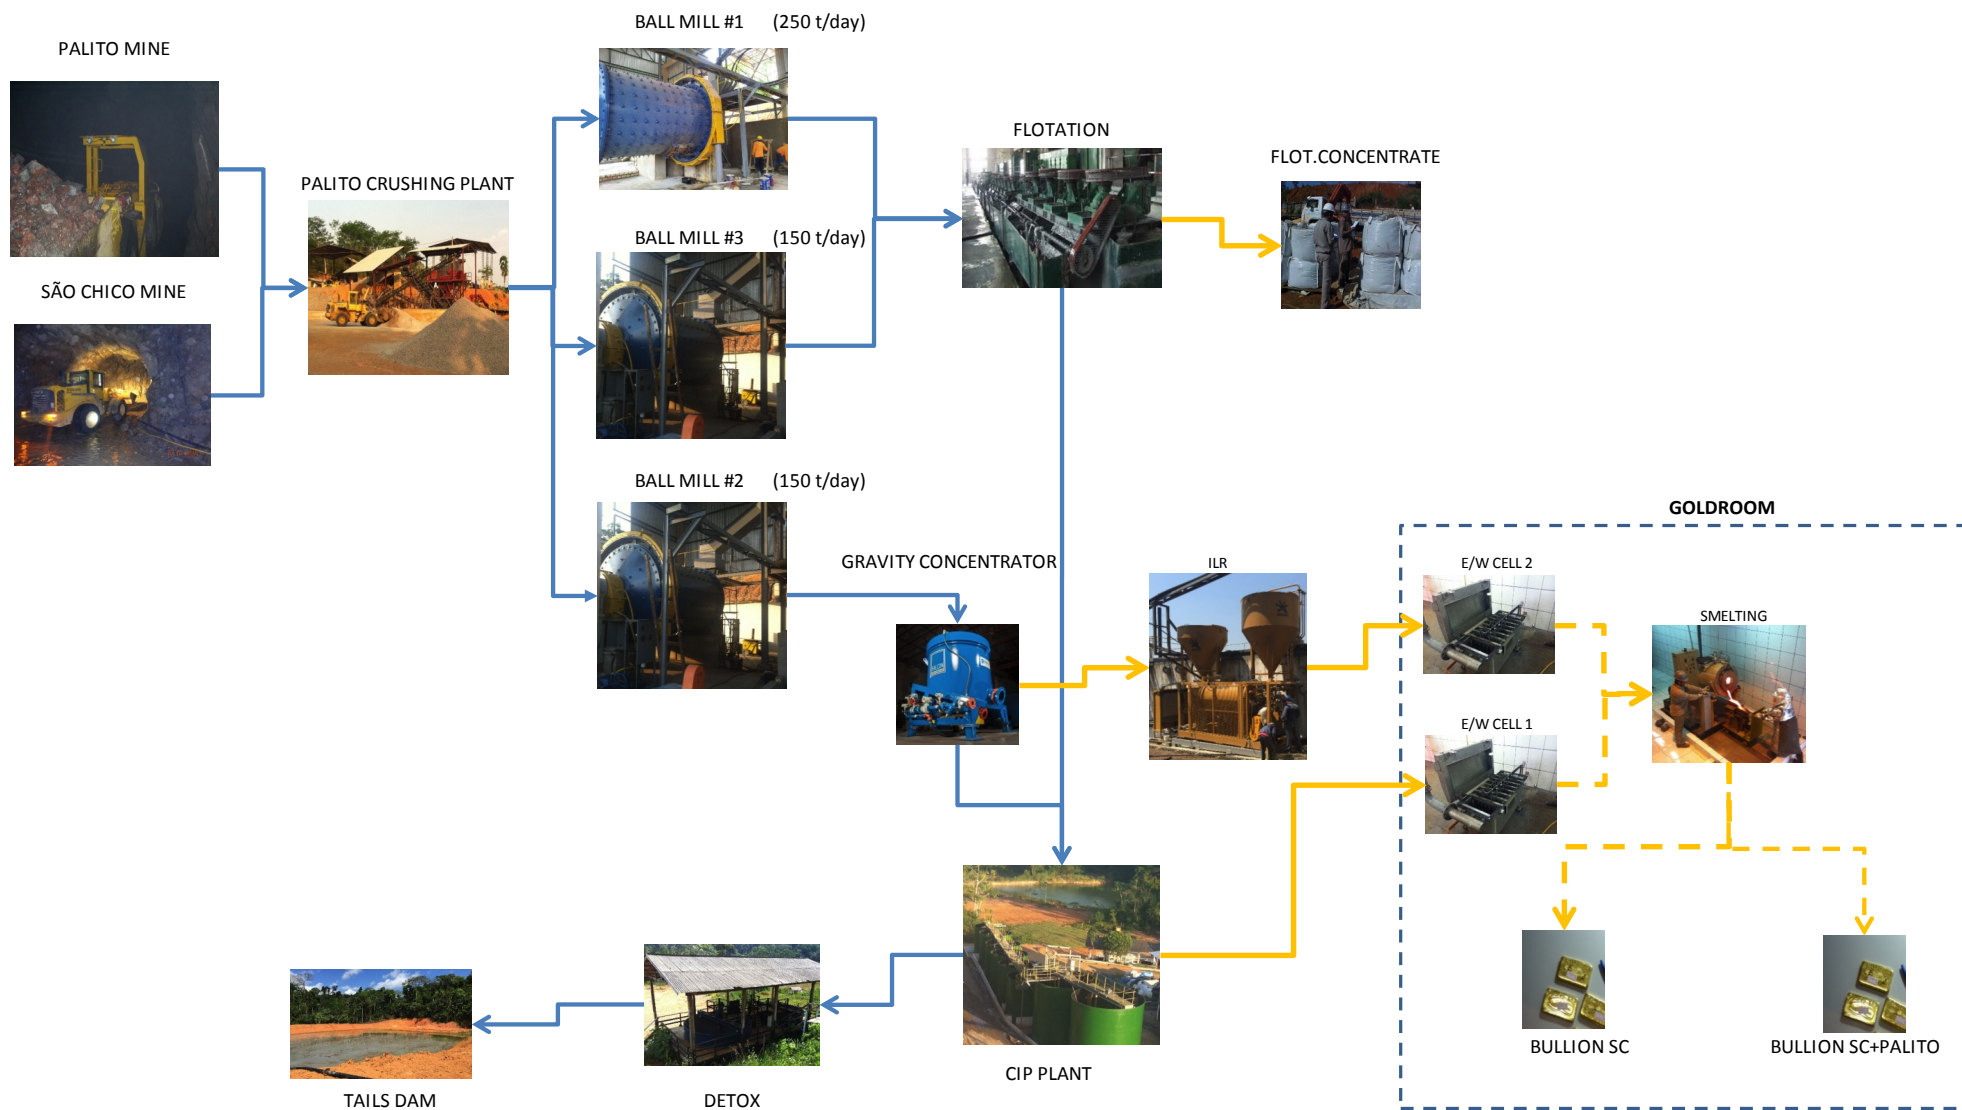 BALL MILL #1 (250 t/day)
PALITO MINE
FLOTATION
FLOT.CONCENTRATE
PALITO CRUSHING PLANT
BALL MILL #3 (150 t/day)
SÃO CHICO MINE
BALL MILL #2 (150 t/day)
GOLDROOM
GRAVITY CONCENTRATOR
ILR
E/W CELL 2
SMELTING
E/W CELL 1
BULLION SC
BULLION SC+PALITO
CIP PLANT
TAILS DAM
DETOX